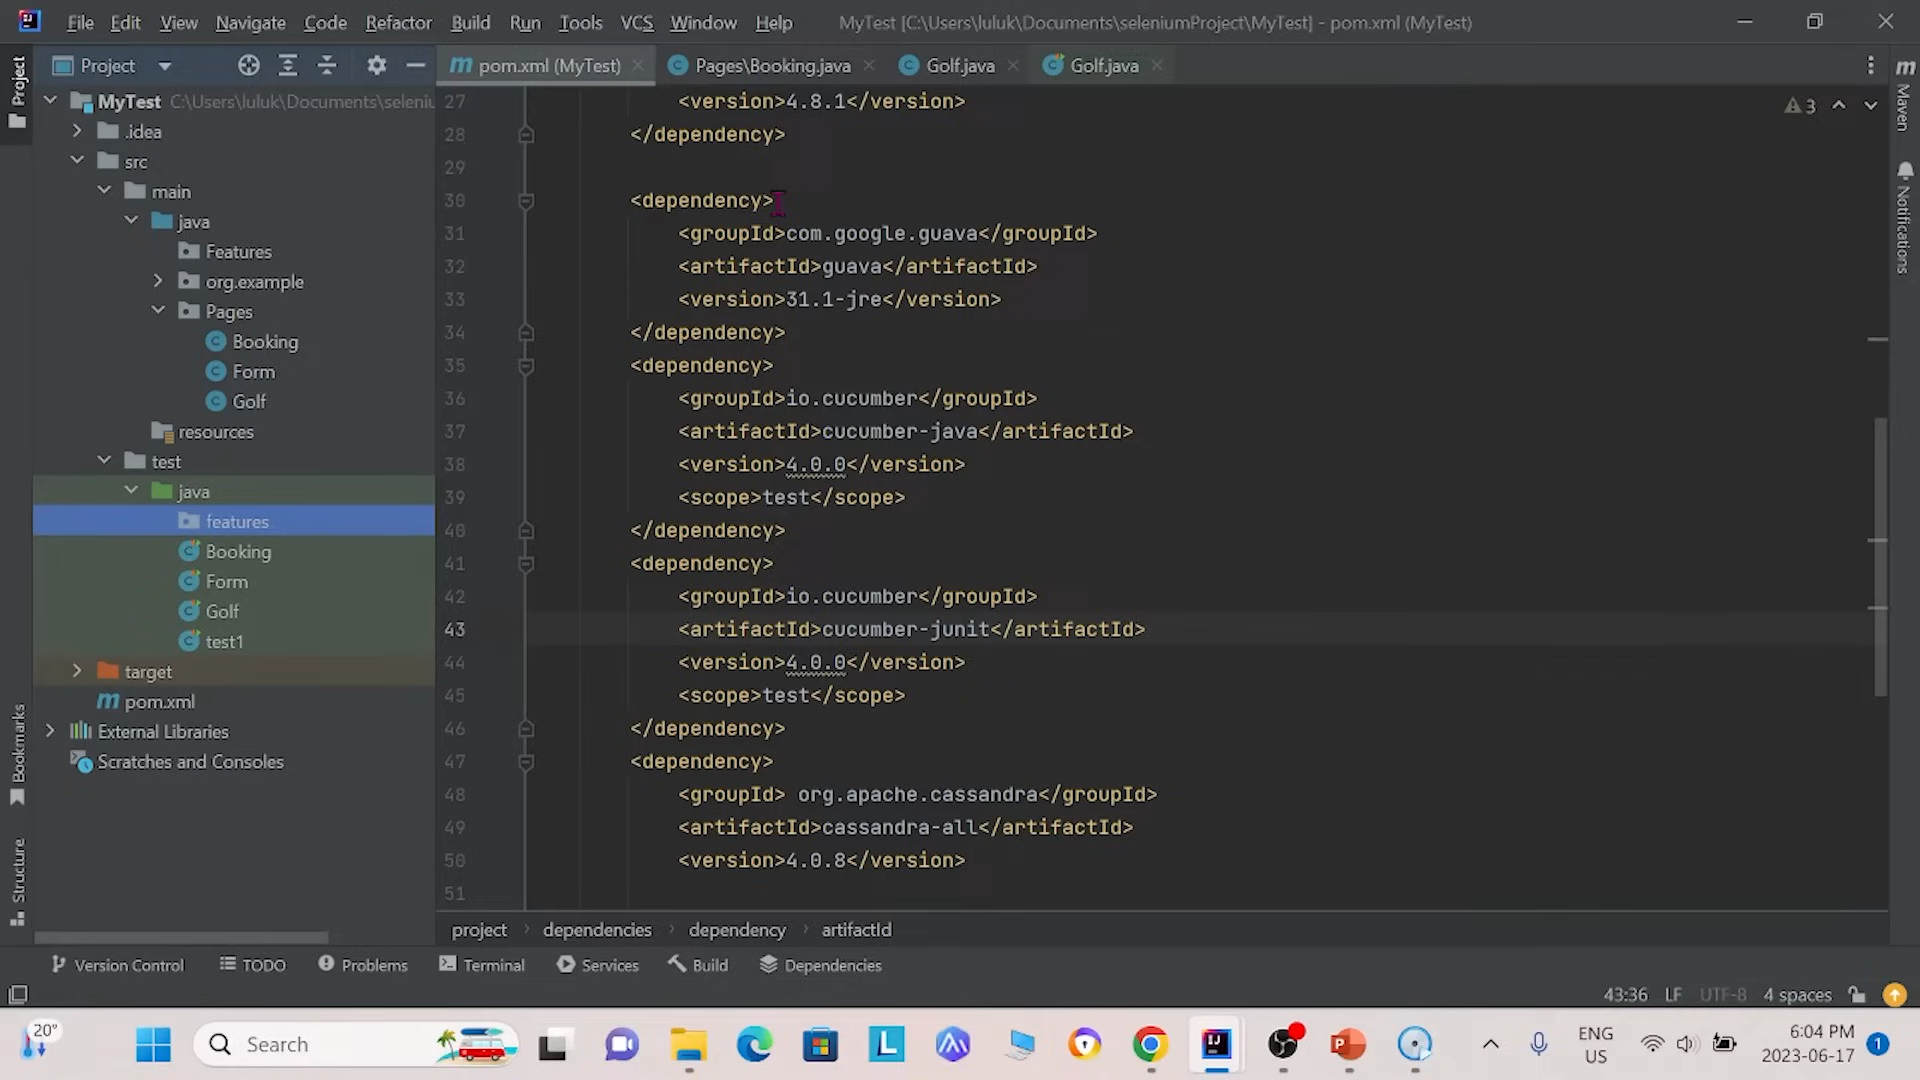 File Edit View Navigate Code Refactor Build Run Tools VCS Window Help MyTest [C:\Users\luluk\Documents\seleniumProject\MyTest] - pom.xml (MyTest)
Project
pom.xml (MyTest) Pages\Booking.java Golf.java Golf.java
Project
Maven
Notifications
Bookmarks
Structure
MyTest C:\Users\luluk\Documents\seleniu
.idea
src
main
java
Features
org.example
Pages
Booking
Form
Golf
resources
test
java
features
Booking
Form
Golf
test1
target
pom.xml
External Libraries
Scratches and Consoles
3
27 <version>4.8.1</version>
28 </dependency>
29
30 <dependency>
31 <groupId>com.google.guava</groupId>
32 <artifactId>guava</artifactId>
33 <version>31.1-jre</version>
34 </dependency>
35 <dependency>
36 <groupId>io.cucumber</groupId>
37 <artifactId>cucumber-java</artifactId>
38 <version>4.0.0</version>
39 <scope>test</scope>
40 </dependency>
41 <dependency>
42 <groupId>io.cucumber</groupId>
43 <artifactId>cucumber-junit</artifactId>
44 <version>4.0.0</version>
45 <scope>test</scope>
46 </dependency>
47 <dependency>
48 <groupId> org.apache.cassandra</groupId>
49 <artifactId>cassandra-all</artifactId>
50 <version>4.0.8</version>
51
project dependencies dependency artifactId
Version Control TODO Problems Terminal Services Build Dependencies
43:36 LF UTF-8 4 spaces
20°
Search
ENG
US
6:04 PM
2023-06-17
1